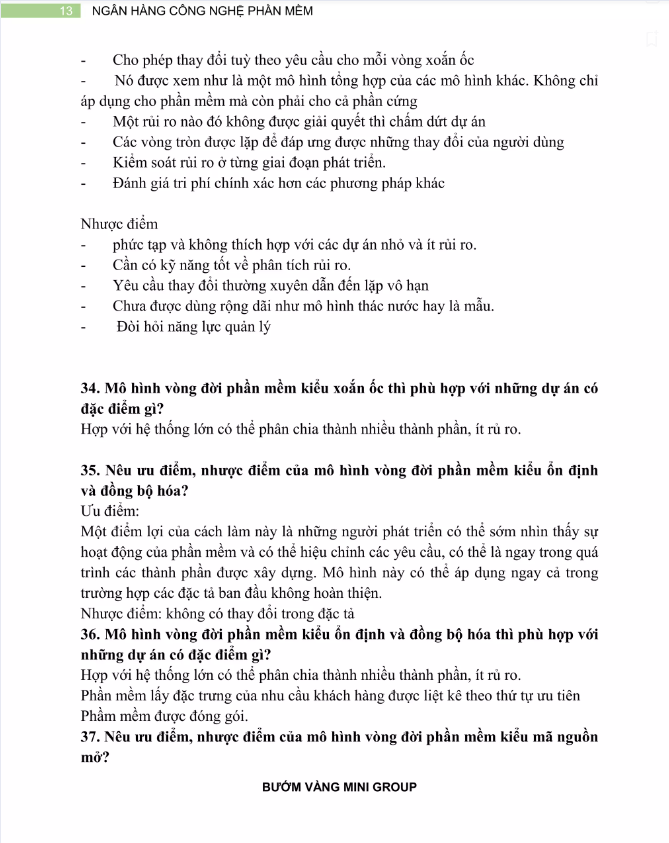 13 NGÂN HÀNG CÔNG NGHỆ PHẦN MỀM
- Cho phép thay đổi tuỳ theo yêu cầu cho mỗi vòng xoắn ốc
- Nó được xem như là một mô hình tổng hợp của các mô hình khác. Không chỉ
áp dụng cho phần mềm mà còn phải cho cả phần cứng
- Một rủi ro nào đó không được giải quyết thì chấm dứt dự án
- Các vòng tròn được lặp để đáp ưng được những thay đổi của người dùng
- Kiểm soát rủi ro ở từng giai đoạn phát triển.
- Đánh giá tri phí chính xác hơn các phương pháp khác
Nhược điểm
- phức tạp và không thích hợp với các dự án nhỏ và ít rủi ro.
- Cần có kỹ năng tốt về phân tích rủi ro.
- Yêu cầu thay đổi thường xuyên dẫn đến lặp vô hạn
- Chưa được dùng rộng dãi như mô hình thác nước hay là mẫu.
- Đòi hỏi năng lực quản lý
34. Mô hình vòng đời phần mềm kiểu xoắn ốc thì phù hợp với những dự án có
đặc điểm gì?
Hợp với hệ thống lớn có thể phân chia thành nhiều thành phần, ít rủ ro.
35. Nêu ưu điểm, nhược điểm của mô hình vòng đời phần mềm kiểu ổn định
và đồng bộ hóa?
Ưu điểm:
Một điểm lợi của cách làm này là những người phát triển có thể sớm nhìn thấy sự
hoạt động của phần mềm và có thể hiệu chỉnh các yêu cầu, có thể là ngay trong quá
trình các thành phần được xây dựng. Mô hình này có thể áp dụng ngay cả trong
trường hợp các đặc tả ban đầu không hoàn thiện.
Nhược điểm: không có thay đổi trong đặc tả
36. Mô hình vòng đời phần mềm kiểu ổn định và đồng bộ hóa thì phù hợp với
những dự án có đặc điểm gì?
Hợp với hệ thống lớn có thể phân chia thành nhiều thành phần, ít rủ ro.
Phần mềm lấy đặc trưng của nhu cầu khách hàng được liệt kê theo thứ tự ưu tiên
Phầm mềm được đóng gói.
37. Nêu ưu điểm, nhược điểm của mô hình vòng đời phần mềm kiểu mã nguồn
mở?
BƯỚM VÀNG MINI GROUP